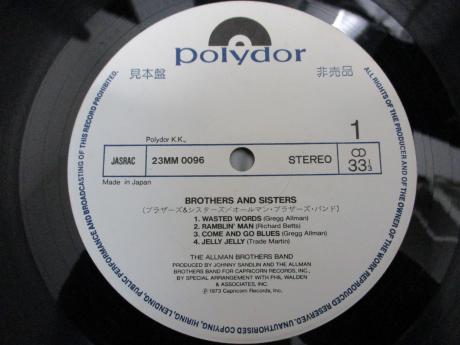 polydor
見本盤
非売品
Polydor K.K.,
1
JASRAC
23MM 0096
STEREO
33 1/3
Made in Japan
BROTHERS AND SISTERS
(ブラザーズ&シスターズ/オールマン・ブラザーズ・バンド)
1. WASTED WORDS (Gregg Allman)
2. RAMBLIN' MAN (Richard Betts)
3. COME AND GO BLUES (Gregg Allman)
4. JELLY JELLY (Trade Martin)
THE ALLMAN BROTHERS BAND
PRODUCED BY JOHNNY SANDLIN AND THE ALLMAN
BROTHERS BAND FOR CAPRICORN RECORDS, INC.,
BY SPECIAL ARRANGEMENT WITH PHIL WALDEN
& ASSOCIATES, INC.
℗1973 Capricorn Records, Inc.
ALL RIGHTS OF THE PRODUCER AND OF THE OWNER OF THE WORK REPRODUCED RESERVED. UNAUTHORISED COPYING, HIRING, LENDING, PUBLIC PERFORMANCE AND BROADCASTING OF THIS RECORD PROHIBITED.